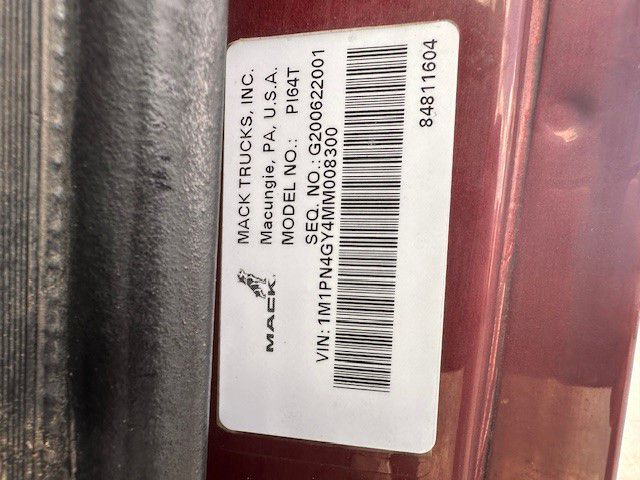 MACK TRUCKS, INC.
Macungie, PA, U.S.A.
MODEL NO.: PI64T
SEQ. NO.: G200622001
MACK.
VIN: 1M1PN4GY4MM008300
84811604